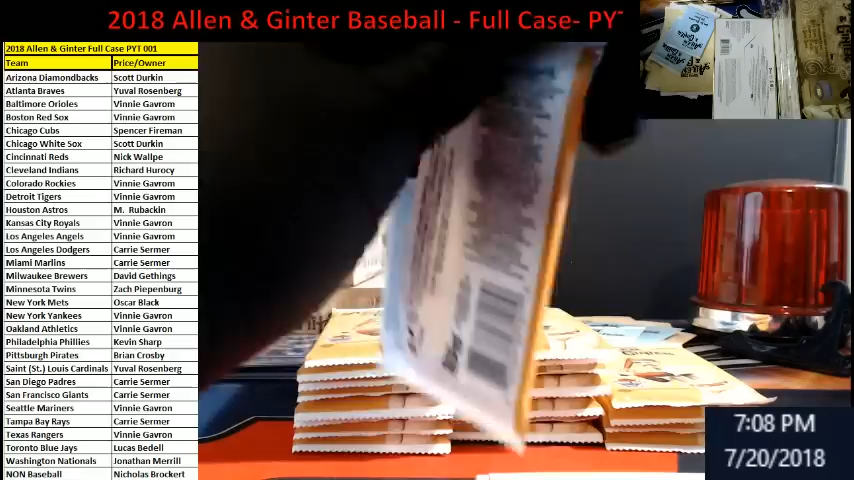 2018 Allen & Ginter Baseball - Full Case- PY
2018 Allen & Ginter Full Case PYT 001
Team Price/Owner
Arizona Diamondbacks Scott Durkin
Atlanta Braves Yuval Rosenberg
Baltimore Orioles Vinnie Gavrom
Boston Red Sox Vinnie Gavrom
Chicago Cubs Spencer Fireman
Chicago White Sox Scott Durkin
Cincinnati Reds Nick Wallpe
Cleveland Indians Richard Hurocy
Colorado Rockies Vinnie Gavrom
Detroit Tigers Vinnie Gavrom
Houston Astros M. Rubackin
Kansas City Royals Vinnie Gavron
Los Angeles Angels Vinnie Gavrom
Los Angeles Dodgers Carrie Sermer
Miami Marlins Carrie Sermer
Milwaukee Brewers David Gethings
Minnesota Twins Zach Piepenburg
New York Mets Oscar Black
New York Yankees Vinnie Gavron
Oakland Athletics Vinnie Gavron
Philadelphia Phillies Kevin Sharp
Pittsburgh Pirates Brian Crosby
Saint (St.) Louis Cardinals Yuval Rosenberg
San Diego Padres Carrie Sermer
San Francisco Giants Carrie Sermer
Seattle Mariners Vinnie Gavron
Tampa Bay Rays Carrie Sermer
Texas Rangers Vinnie Gavron
Toronto Blue Jays Lucas Bedell
Washington Nationals Jonathan Merrill
NON Baseball Nicholas Brockert
7:08 PM
7/20/2018